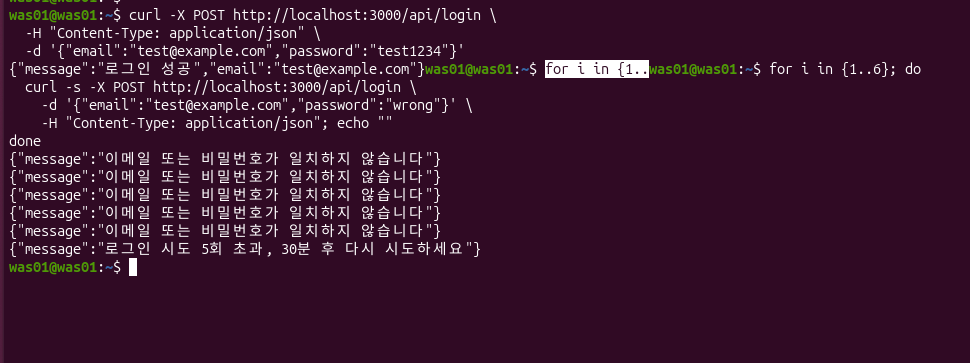 was01@was01:~$ curl -X POST http://localhost:3000/api/login \
  -H "Content-Type: application/json" \
  -d '{"email":"test@example.com","password":"test1234"}'
{"message":"로그인 성공","email":"test@example.com"}was01@was01:~$ for i in {1..was01@was01:~$ for i in {1..6}; do
  curl -s -X POST http://localhost:3000/api/login \
    -d '{"email":"test@example.com","password":"wrong"}' \
    -H "Content-Type: application/json"; echo ""
done
{"message":"이메일 또는 비밀번호가 일치하지 않습니다"}
{"message":"이메일 또는 비밀번호가 일치하지 않습니다"}
{"message":"이메일 또는 비밀번호가 일치하지 않습니다"}
{"message":"이메일 또는 비밀번호가 일치하지 않습니다"}
{"message":"이메일 또는 비밀번호가 일치하지 않습니다"}
{"message":"로그인 시도 5회 초과, 30분 후 다시 시도하세요"}
was01@was01:~$